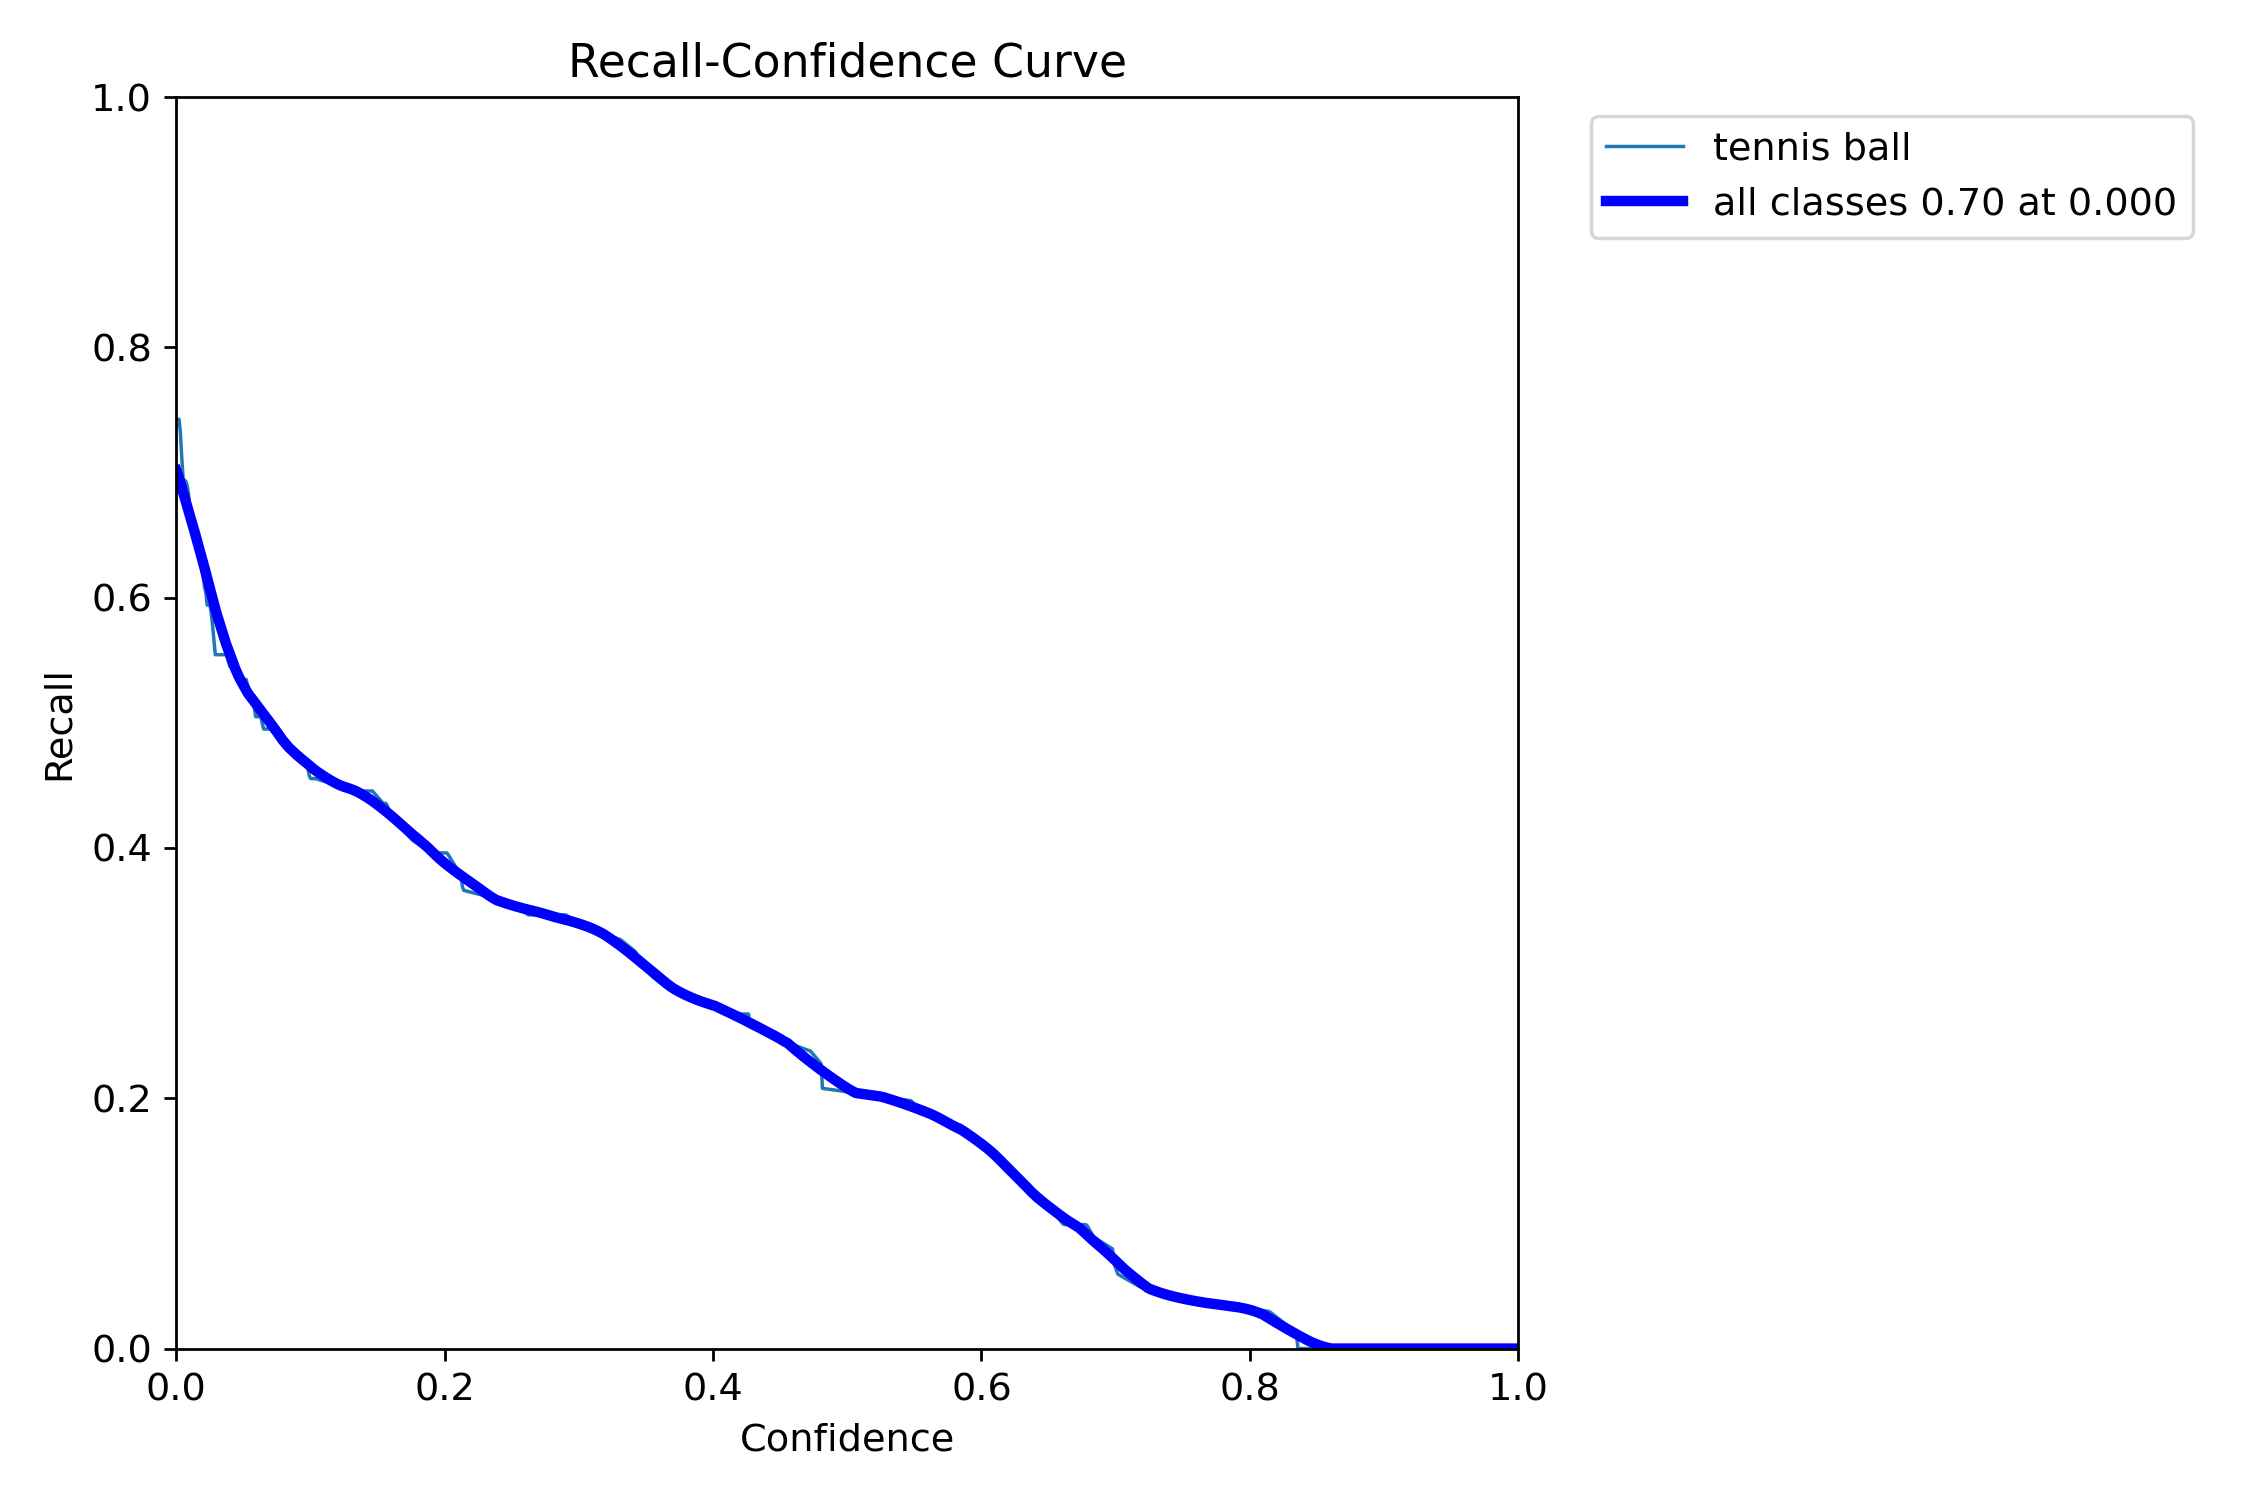 Recall-Confidence Curve
1.0
0.8
0.6
0.4
0.2
0.0
Recall
0.0 0.2 0.4 0.6 0.8 1.0
Confidence
tennis ball
all classes 0.70 at 0.000